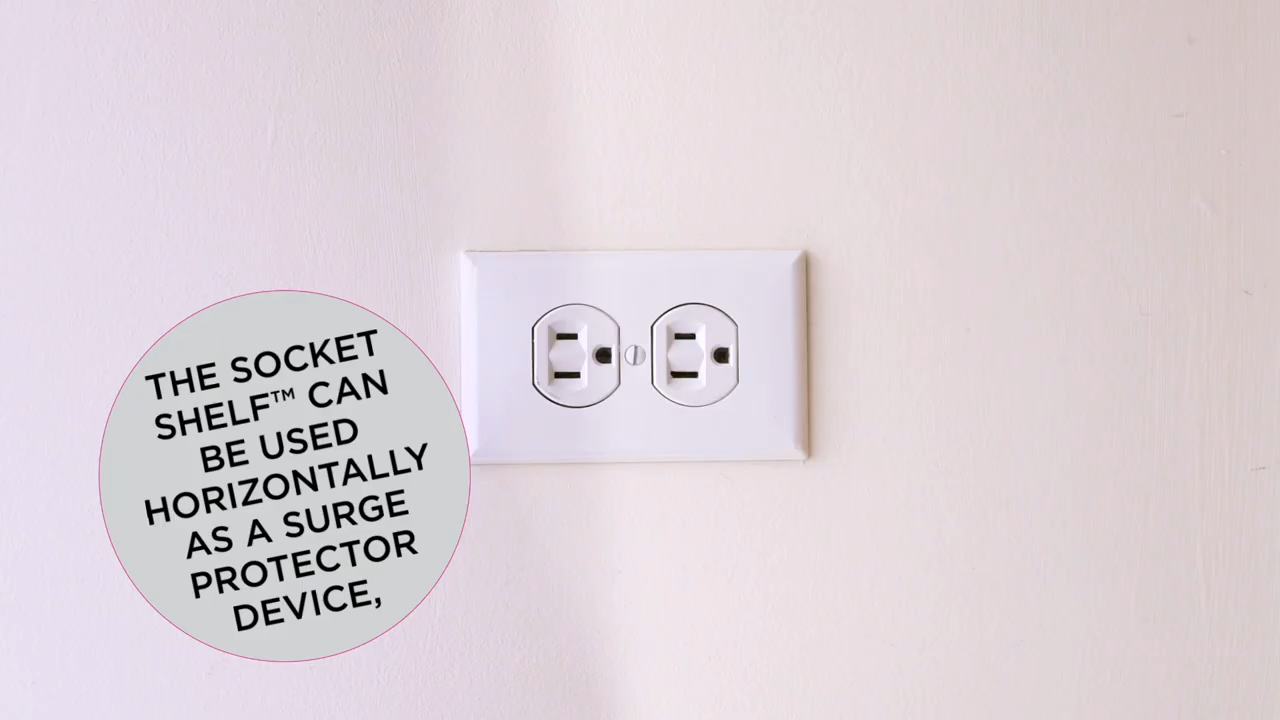 THE SOCKET
SHELF™ CAN
BE USED
HORIZONTALLY
AS A SURGE
PROTECTOR
DEVICE,